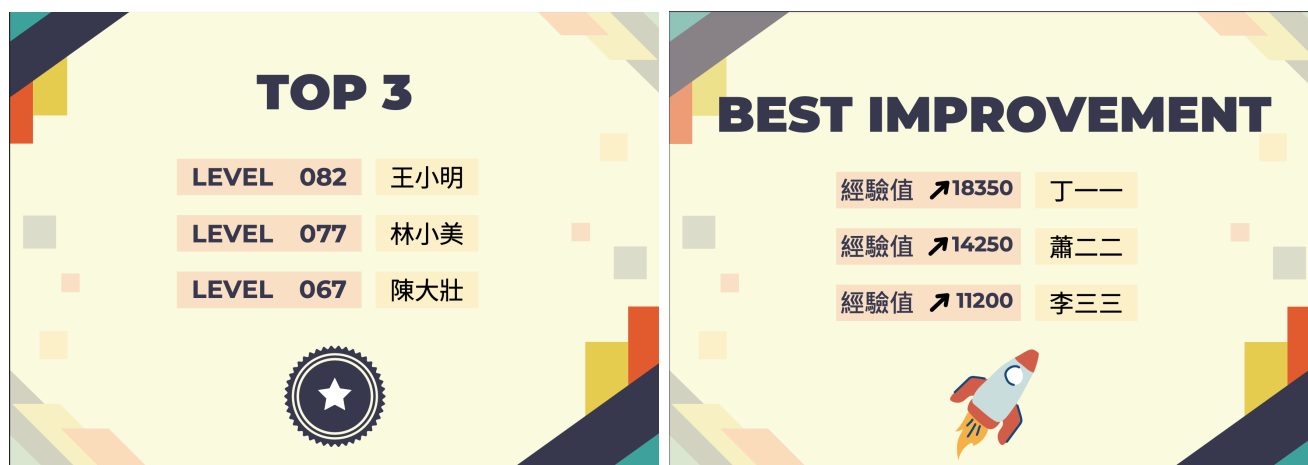 TOP 3
LEVEL 082 王小明
LEVEL 077 林小美
LEVEL 067 陳大壯
BEST IMPROVEMENT
經驗值 ↗18350 丁一一
經驗值 ↗14250 蕭二二
經驗值 ↗11200 李三三